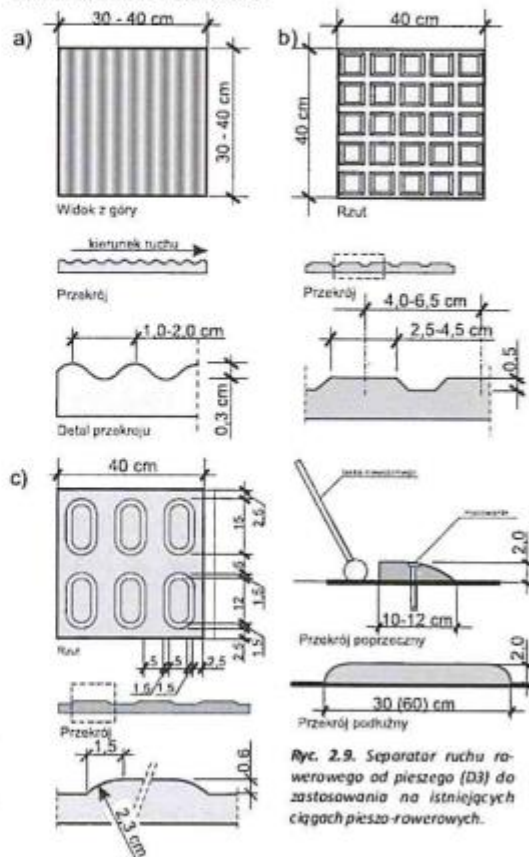 30 - 40 cm
a)
30 - 40 cm
Widok z góry
kierunek ruchu
Przekrój
1,0-2,0 cm
0,3 cm
Detal przekroju
40 cm
b)
40 cm
Rzut
Przekrój
4,0-6,5 cm
2,5-4,5 cm
0,5
c)
40 cm
15
2,5
5
1,5
12
1,5
2,5
Rzut
5
5
2,5
1,5
1,5
Przekrój
1,5
0,6
2,3 cm
mocowanie
2,0
10-12 cm
Przekrój poprzeczny
2,0
30 (60) cm
Przekrój podłużny
Ryc. 2.9. Separator ruchu ro-
werowego od pieszego (D3) do
zastosowania na istniejących
ciągach pieszo-rowerowych.